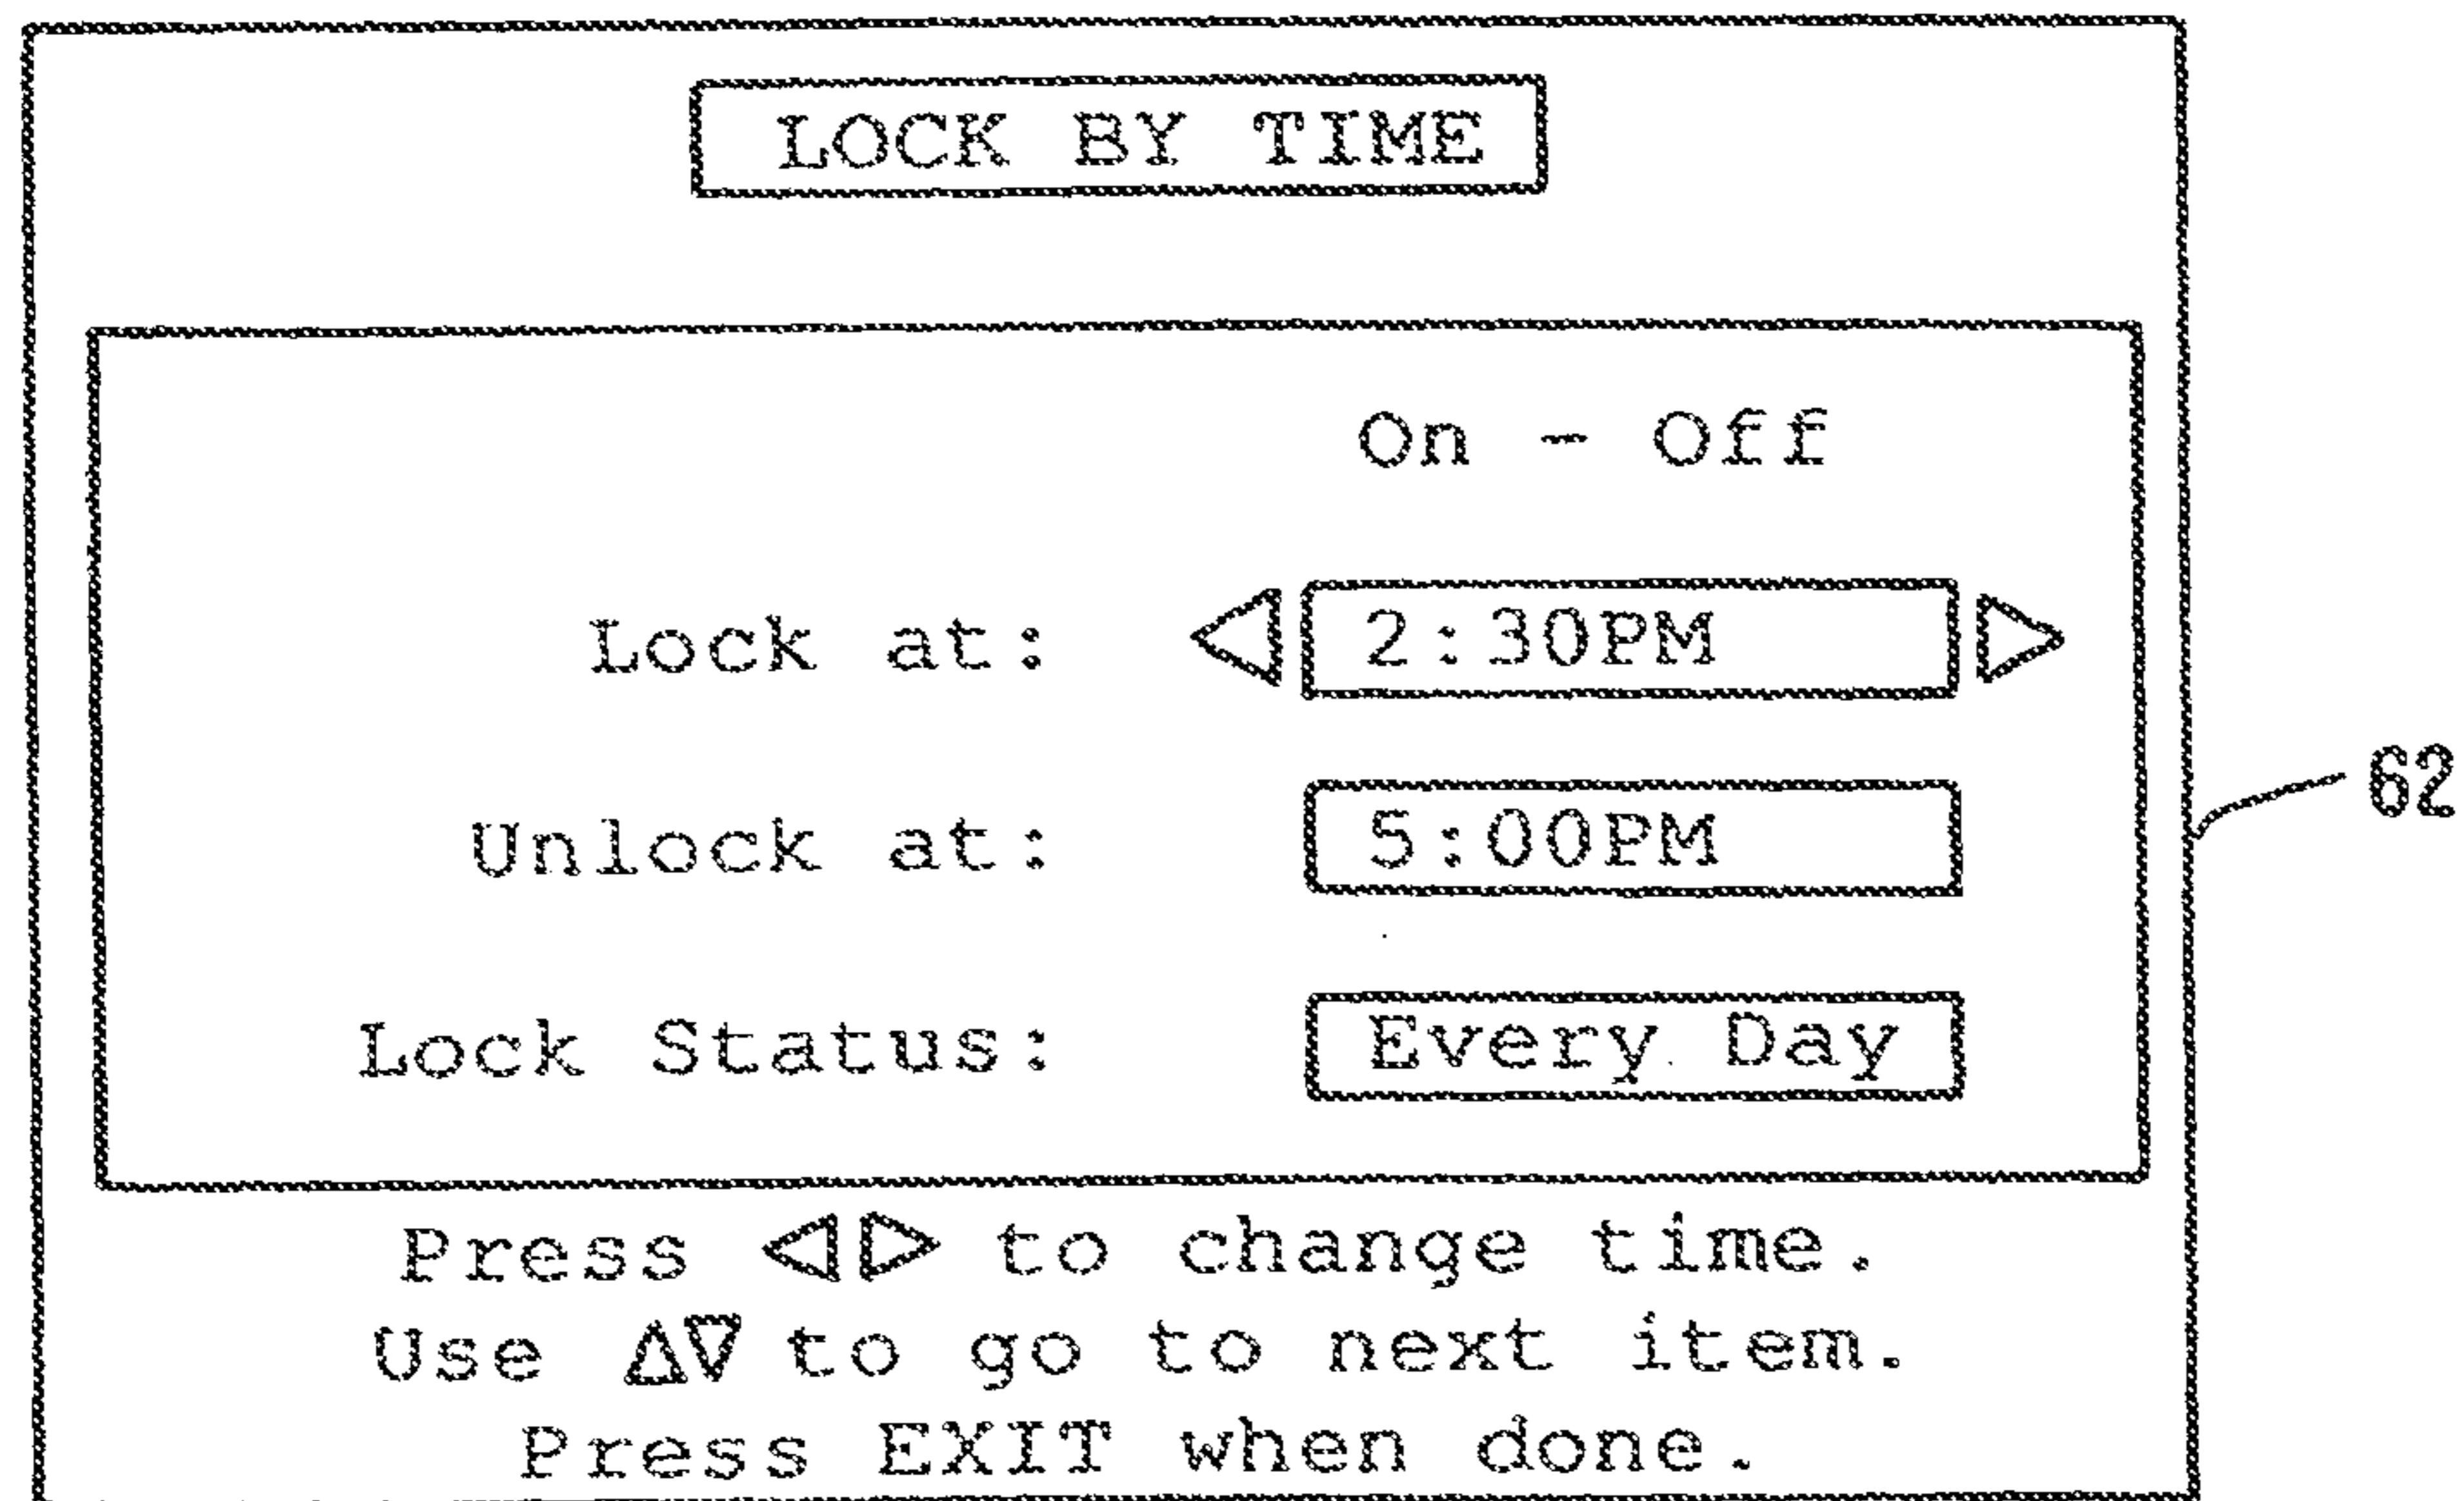 LOCK BY TIME
On - Off
Lock at: ◁ 2:30PM ▷
Unlock at: 5:00PM
62
Lock Status: Every Day
Press ◁▷ to change time.
Use △▽ to go to next item.
Press EXIT when done.